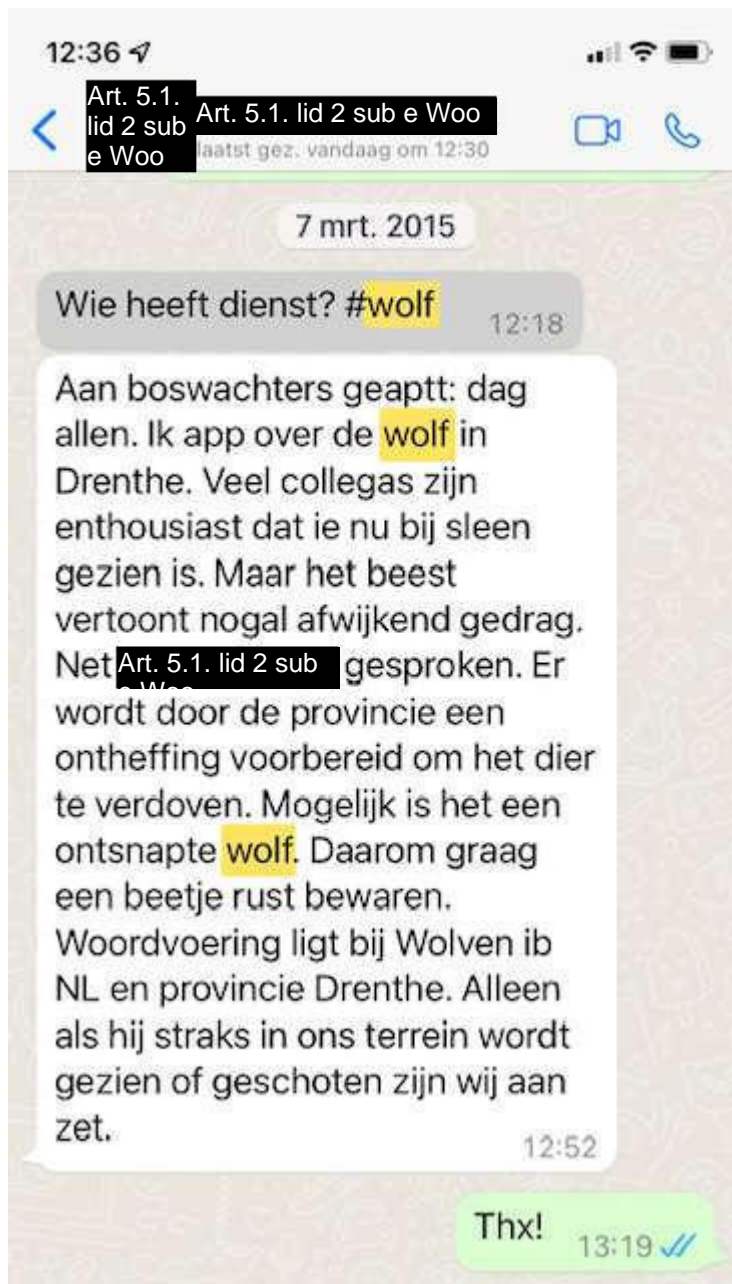 12:36
Art. 5.1.
lid 2 sub
e Woo
Art. 5.1. lid 2 sub e Woo
laatst gez. vandaag om 12:30
7 mrt. 2015
Wie heeft dienst? #wolf
12:18
Aan boswachters geaptt: dag
allen. Ik app over de wolf in
Drenthe. Veel collegas zijn
enthousiast dat ie nu bij sleen
gezien is. Maar het beest
vertoont nogal afwijkend gedrag.
Net Art. 5.1. lid 2 sub gesproken. Er
e Woo
wordt door de provincie een
ontheffing voorbereid om het dier
te verdoven. Mogelijk is het een
ontsnapte wolf. Daarom graag
een beetje rust bewaren.
Woordvoering ligt bij Wolven ib
NL en provincie Drenthe. Alleen
als hij straks in ons terrein wordt
gezien of geschoten zijn wij aan
zet.
12:52
Thx!
13:19